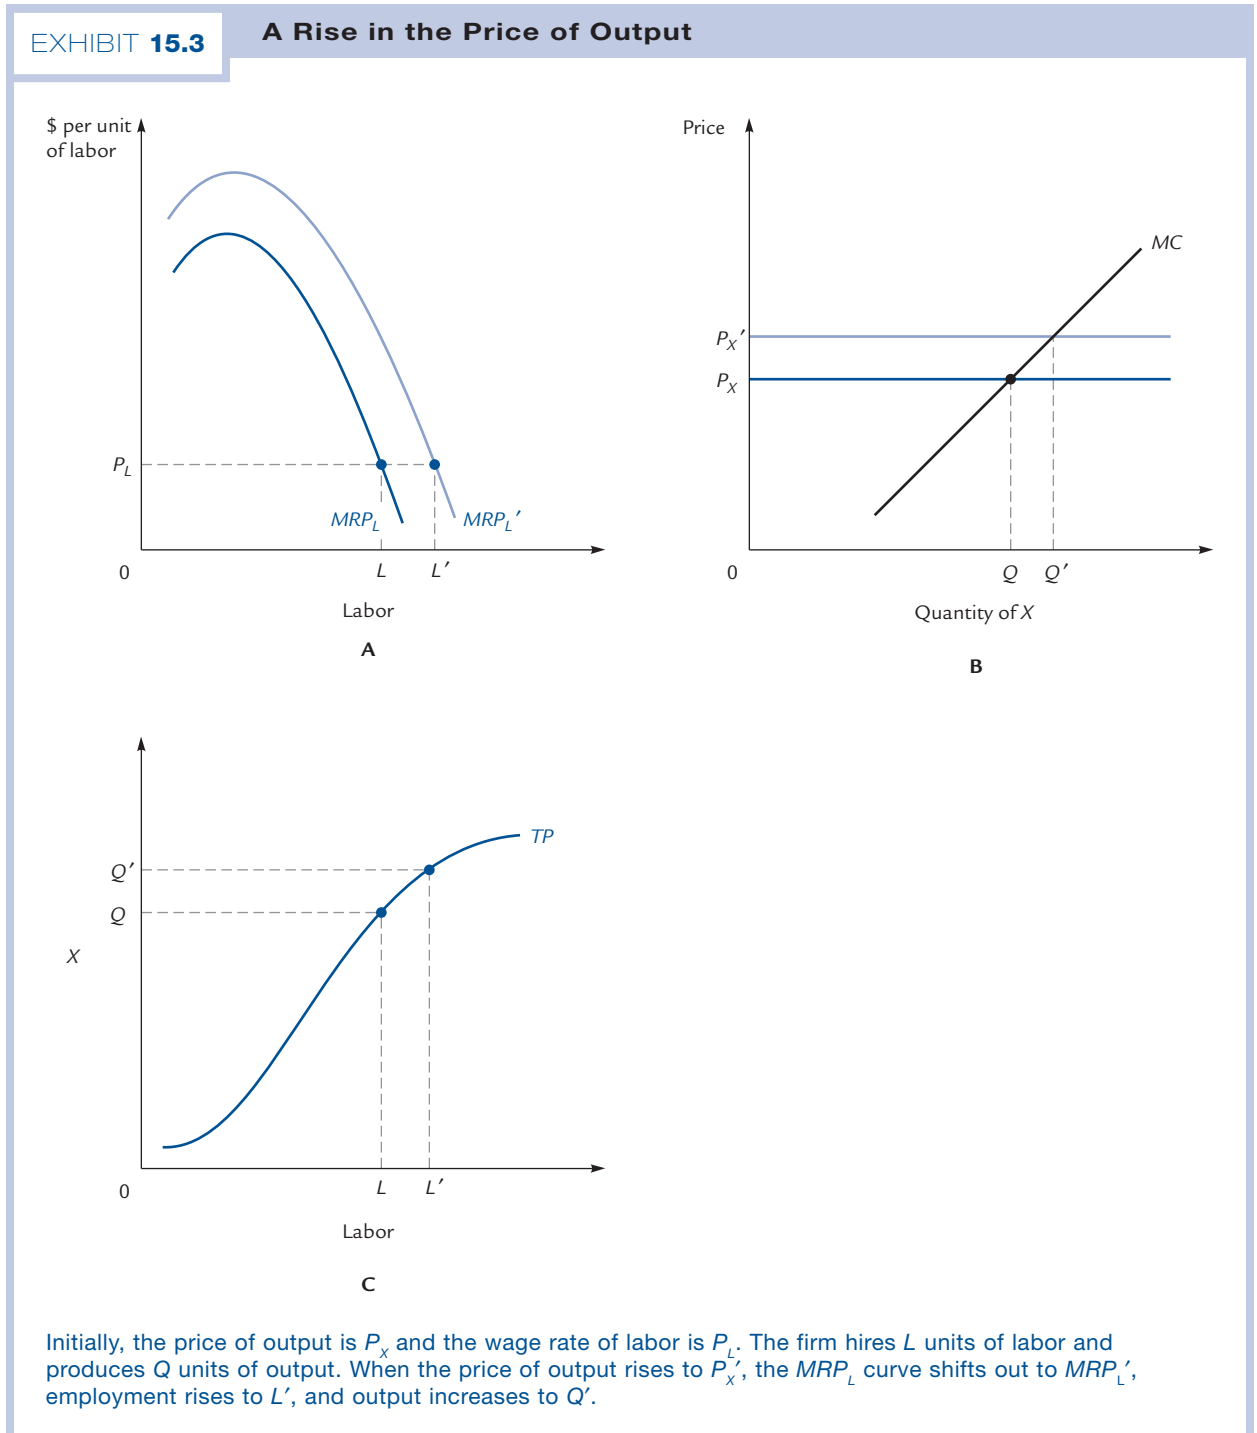 EXHIBIT 15.3
A Rise in the Price of Output
$ per unit
of labor
P_L
MRP_L
MRP_L′
0
L
L′
Labor
A
Price
MC
P_X′
P_X
0
Q
Q′
Quantity of X
B
TP
Q′
Q
X
0
L
L′
Labor
C
Initially, the price of output is P_X and the wage rate of labor is P_L. The firm hires L units of labor and
produces Q units of output. When the price of output rises to P_X′, the MRP_L curve shifts out to MRP_L′,
employment rises to L′, and output increases to Q′.